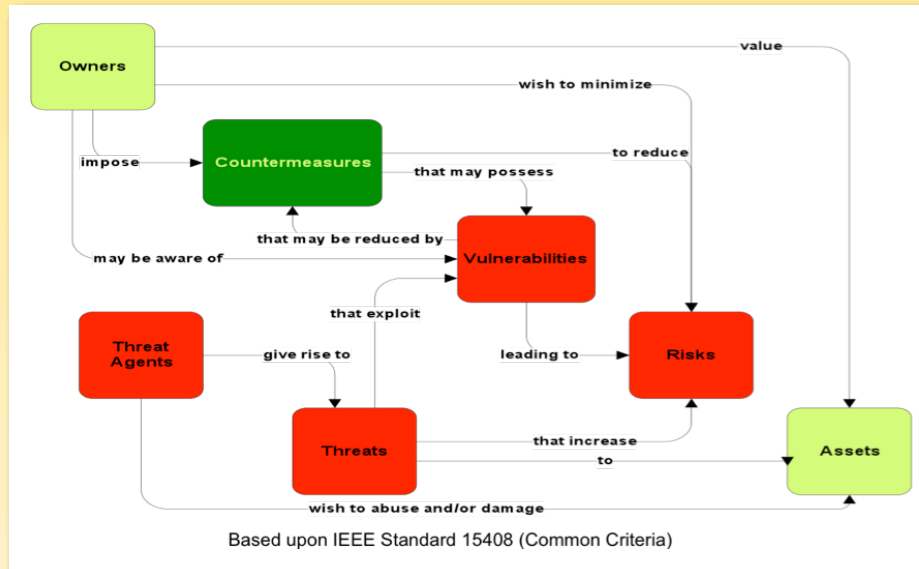 value
Owners
wish to minimize
impose
Countermeasures
to reduce
that may possess
that may be reduced by
may be aware of
Vulnerabilities
that exploit
Threat
Agents
give rise to
leading to
Risks
Threats
that increase
to
Assets
wish to abuse and/or damage
Based upon IEEE Standard 15408 (Common Criteria)